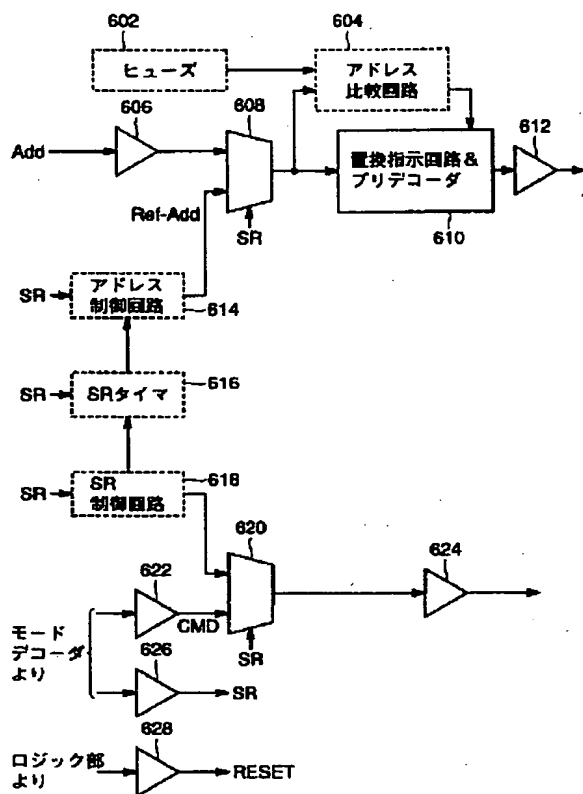 602
604
ヒューズ
アドレス
比較回路
606
608
612
Add
置換指示回路&
プリデコーダ
Ref-Add
SR
610
SR
アドレス
制御回路
614
SR
SRタイマ
616
SR
SR
制御回路
618
620
622
624
CMD
モード
デコーダ
より
626
SR
SR
628
ロジック部
より
RESET